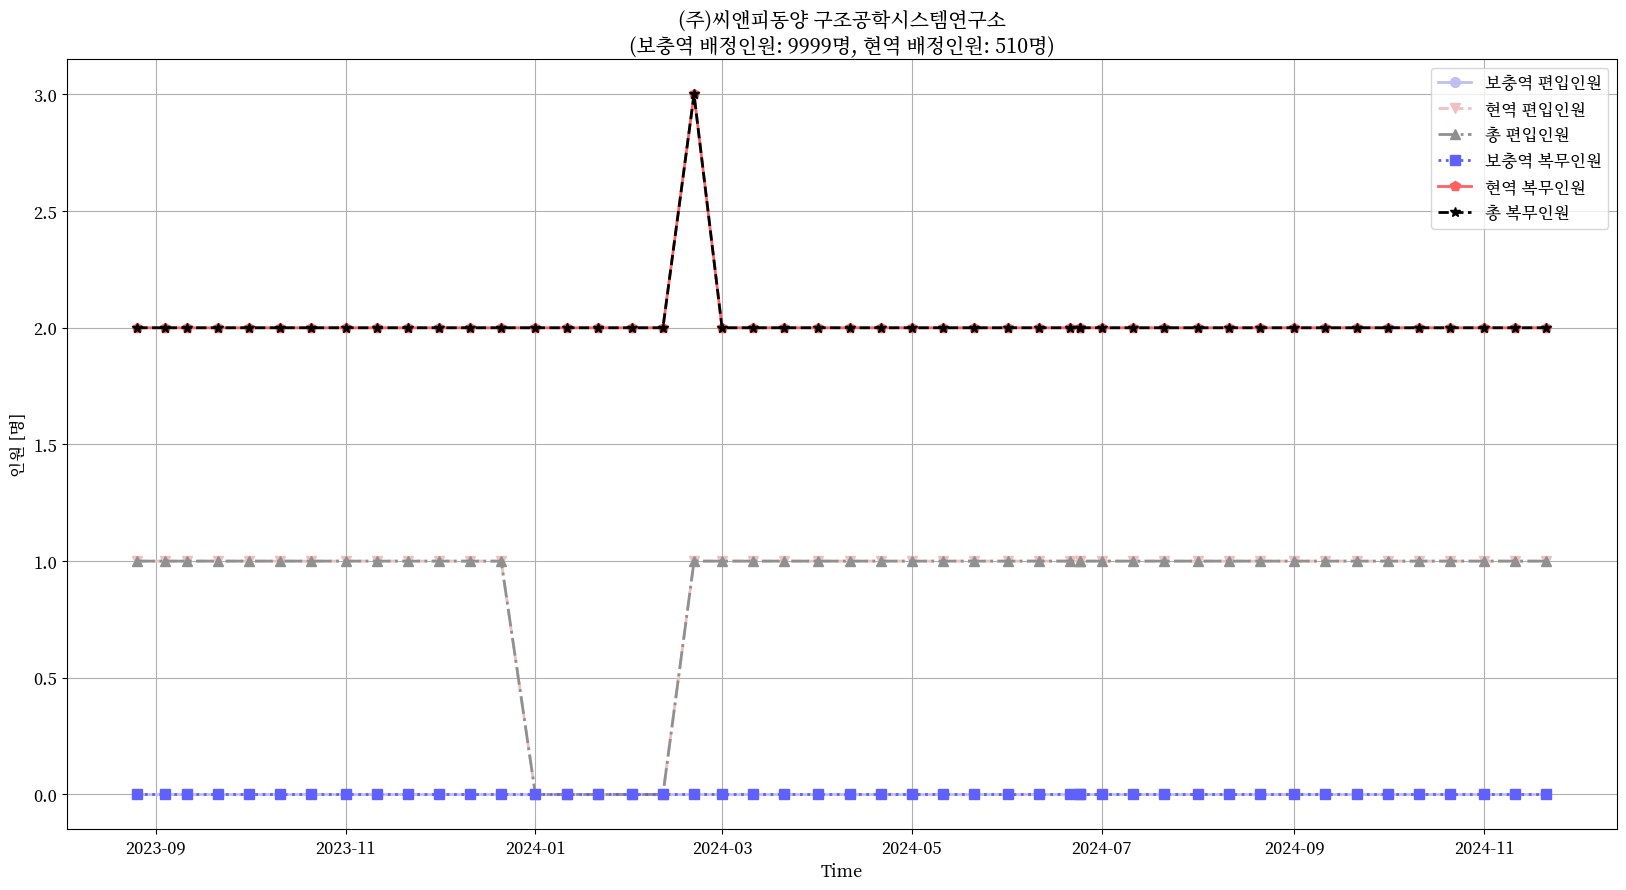 (주)씨앤피동양 구조공학시스템연구소
(보충역 배정인원: 9999명, 현역 배정인원: 510명)
보충역 편입인원
현역 편입인원
총 편입인원
보충역 복무인원
현역 복무인원
총 복무인원
인원 [명]
3.0
2.5
2.0
1.5
1.0
0.5
0.0
2023-09 2023-11 2024-01 2024-03 2024-05 2024-07 2024-09 2024-11
Time